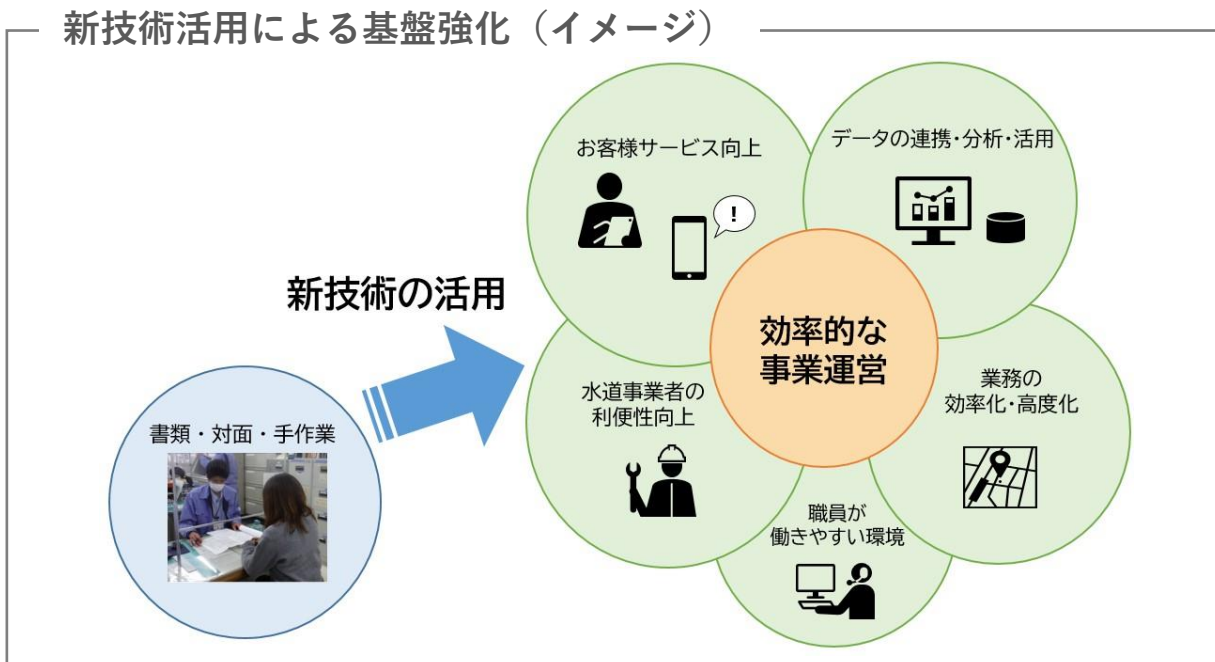 新技術活用による基盤強化（イメージ）
お客様サービス向上
データの連携・分析・活用
!
新技術の活用
効率的な
事業運営
水道事業者の
利便性向上
業務の
効率化・高度化
書類・対面・手作業
職員が
働きやすい環境